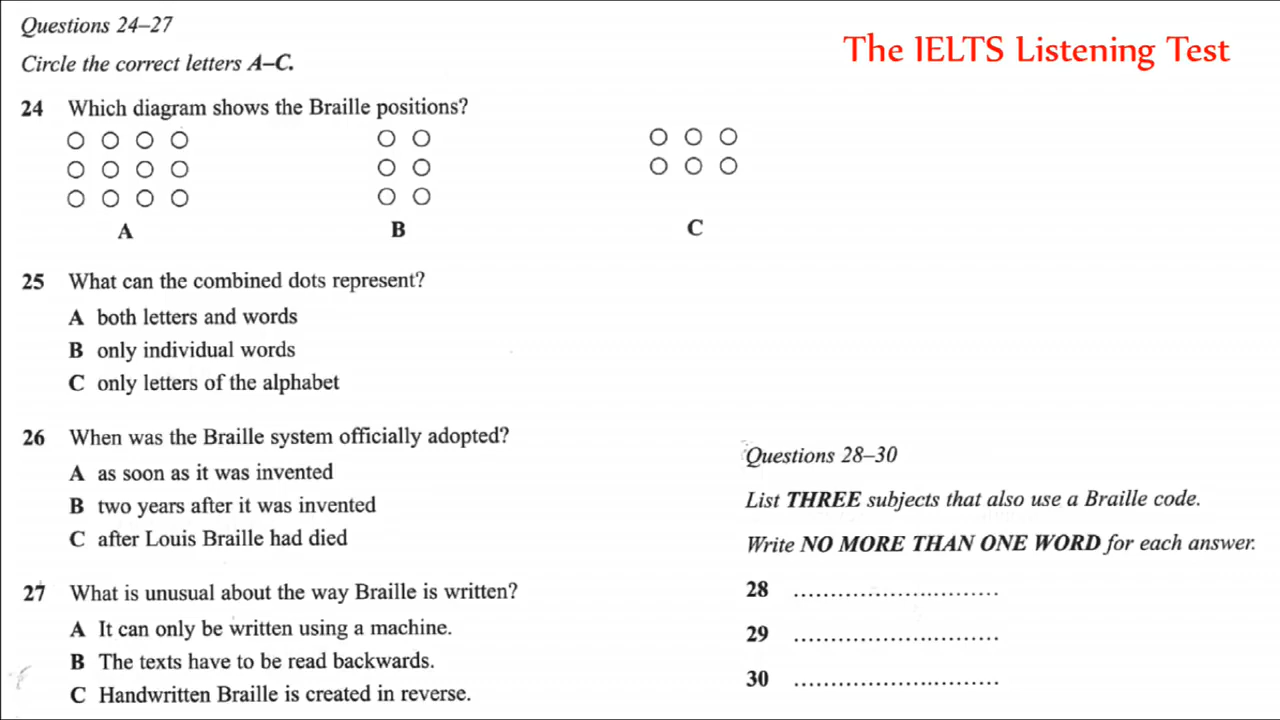 Questions 24–27
The IELTS Listening Test
Circle the correct letters A–C.
24 Which diagram shows the Braille positions?
A B C
25 What can the combined dots represent?
A both letters and words
B only individual words
C only letters of the alphabet
26 When was the Braille system officially adopted?
A as soon as it was invented
B two years after it was invented
C after Louis Braille had died
27 What is unusual about the way Braille is written?
A It can only be written using a machine.
B The texts have to be read backwards.
C Handwritten Braille is created in reverse.
Questions 28–30
List THREE subjects that also use a Braille code.
Write NO MORE THAN ONE WORD for each answer.
28 ............................
29 ............................
30 ............................